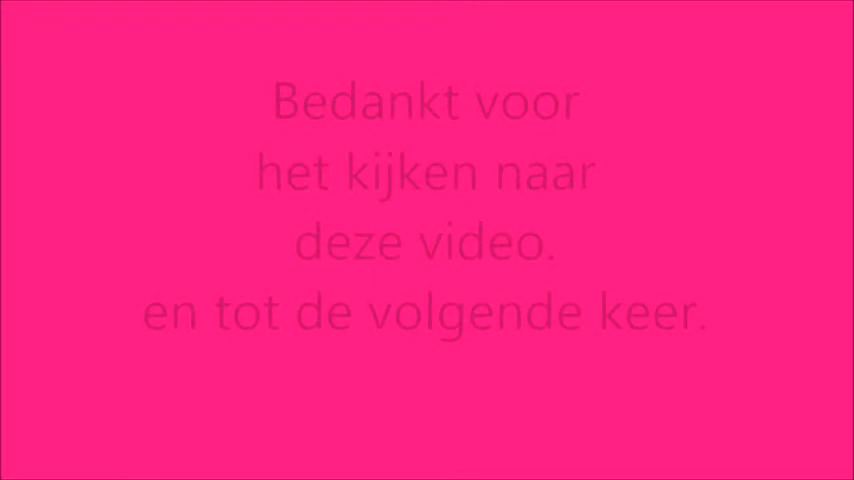 Bedankt voor
het kijken naar
deze video.
en tot de volgende keer.